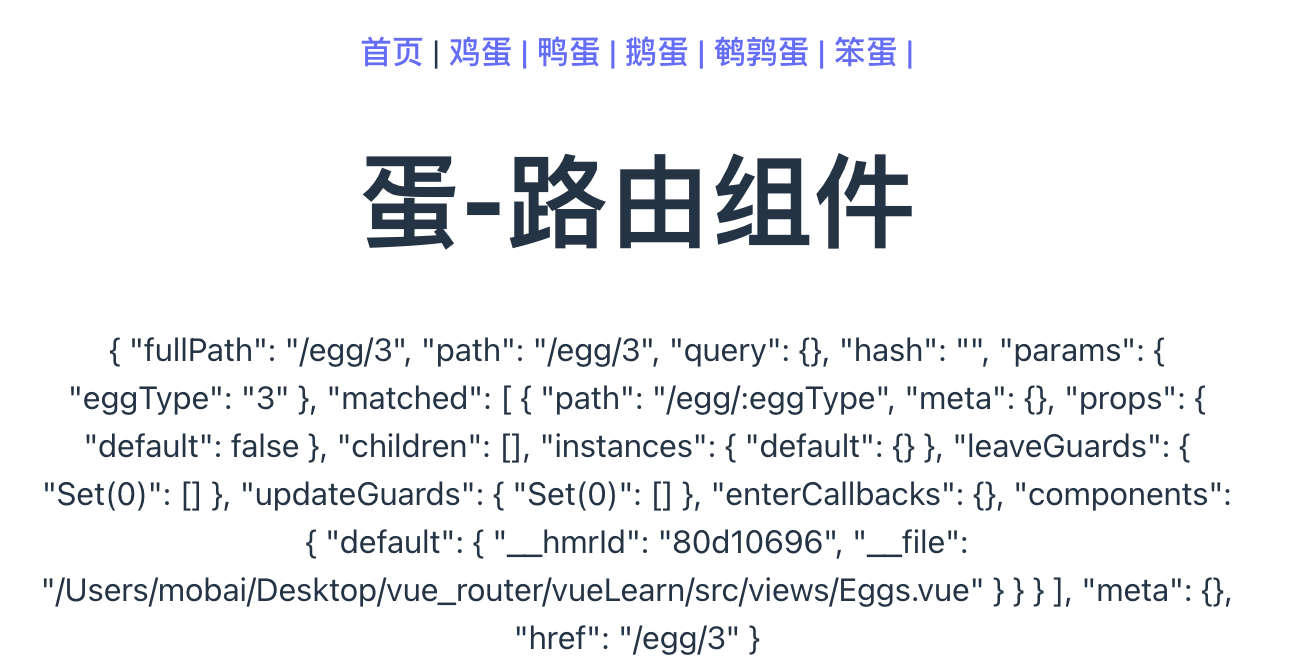 首页 | 鸡蛋 | 鸭蛋 | 鹅蛋 | 鹌鹑蛋 | 笨蛋 |
蛋-路由组件
{ "fullPath": "/egg/3", "path": "/egg/3", "query": {}, "hash": "", "params": {
"eggType": "3" }, "matched": [ { "path": "/egg/:eggType", "meta": {}, "props": {
"default": false }, "children": [], "instances": { "default": {} }, "leaveGuards": {
"Set(0)": [] }, "updateGuards": { "Set(0)": [] }, "enterCallbacks": {}, "components":
{ "default": { "__hmrId": "80d10696", "__file":
"/Users/mobai/Desktop/vue_router/vueLearn/src/views/Eggs.vue" } } } ], "meta": {},
"href": "/egg/3" }